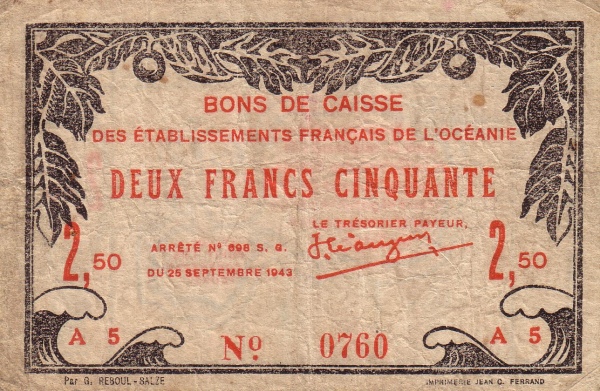 BONS DE CAISSE
DES ÉTABLISSEMENTS FRANÇAIS DE L'OCÉANIE
DEUX FRANCS CINQUANTE
LE TRÉSORIER PAYEUR,
ARRÊTÉ Nº 698 S. G.
DU 25 SEPTEMBRE 1943
2,50
2,50
A 5
Nº 0760
A 5
Par G. REBOUL-SALZE
IMPRIMERIE JEAN C. FERRAND